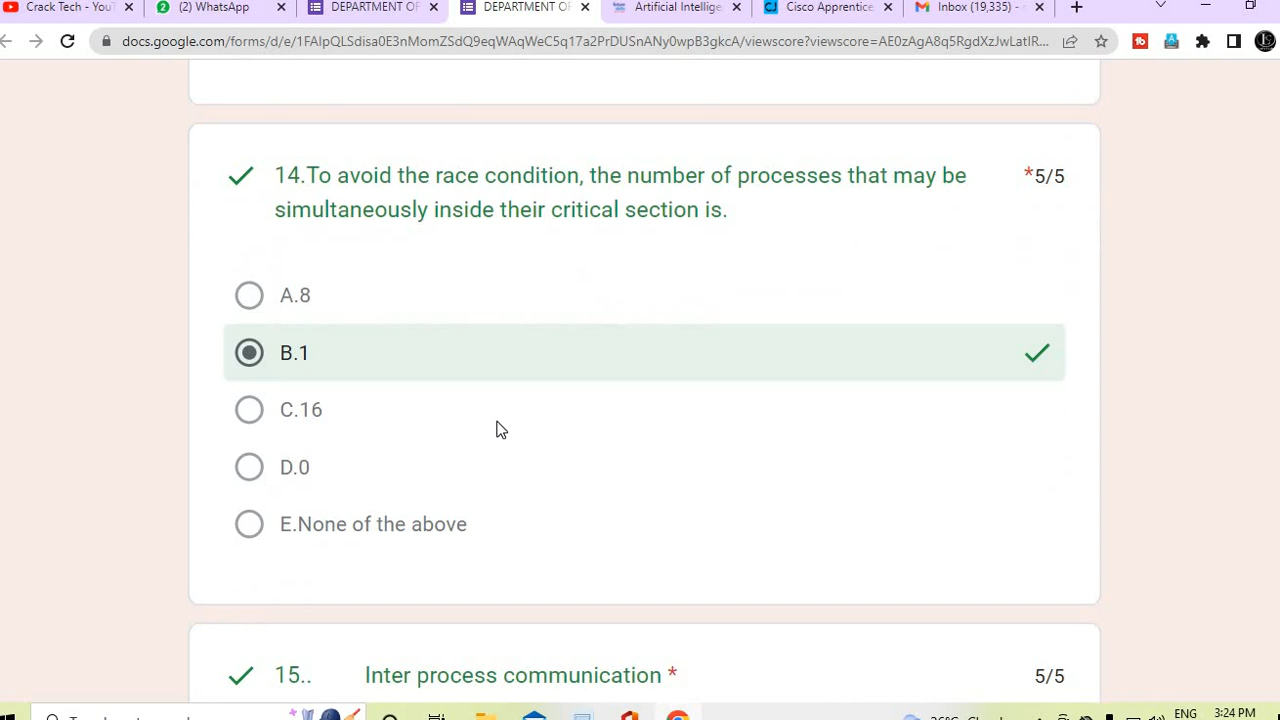 Crack Tech - YouT
(2) WhatsApp
DEPARTMENT OF
DEPARTMENT OF
Artificial Intellige
Cisco Apprentice
Inbox (19,335) -
docs.google.com/forms/d/e/1FAIpQLSdisa0E3nMomZSdQ9eqWAqWeC5q17a2PrDUSnANy0wpB3gkcA/viewscore?viewscore=AE0zAgA8q5RgdXzJwLatIR...
14.To avoid the race condition, the number of processes that may be
*5/5
simultaneously inside their critical section is.
A.8
B.1
C.16
D.0
E.None of the above
15.. Inter process communication *
5/5
ENG
3:24 PM